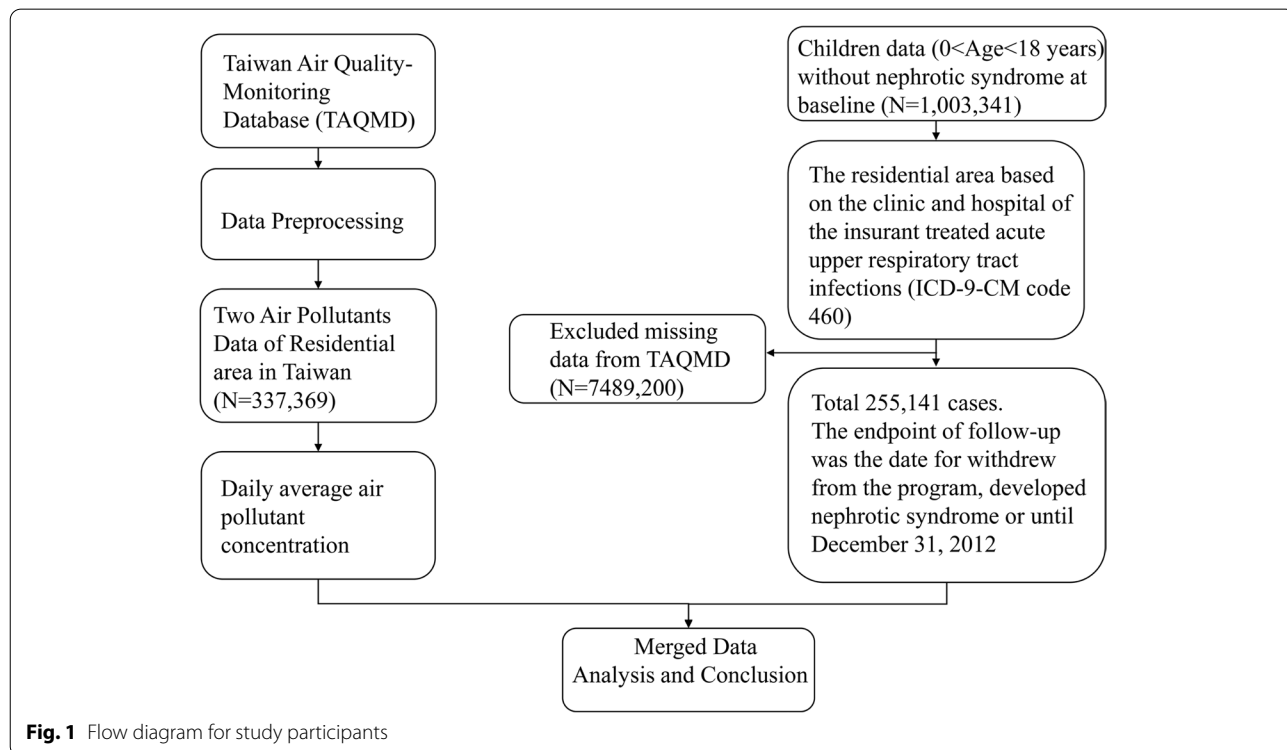 Taiwan Air Quality-
Monitoring
Database (TAQMD)
Data Preprocessing
Two Air Pollutants
Data of Residential
area in Taiwan
(N=337,369)
Daily average air
pollutant
concentration
Children data (0<Age<18 years)
without nephrotic syndrome at
baseline (N=1,003,341)
The residential area based
on the clinic and hospital of
the insurant treated acute
upper respiratory tract
infections (ICD-9-CM code
460)
Excluded missing
data from TAQMD
(N=7489,200)
Total 255,141 cases.
The endpoint of follow-up
was the date for withdrew
from the program, developed
nephrotic syndrome or until
December 31, 2012
Merged Data
Analysis and Conclusion
Fig. 1 Flow diagram for study participants